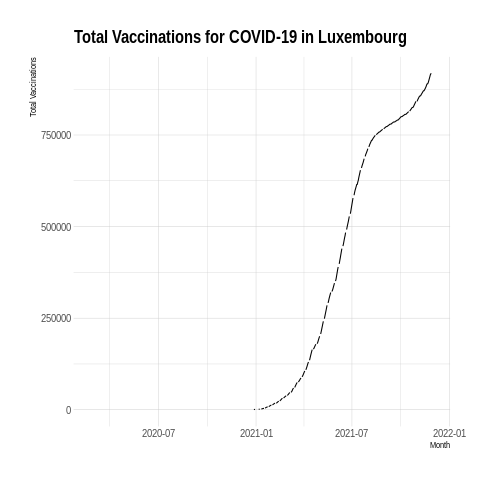 Total Vaccinations for COVID-19 in Luxembourg
Total Vaccinations
750000
500000
250000
0
2020-07
2021-01
2021-07
2022-01
Month